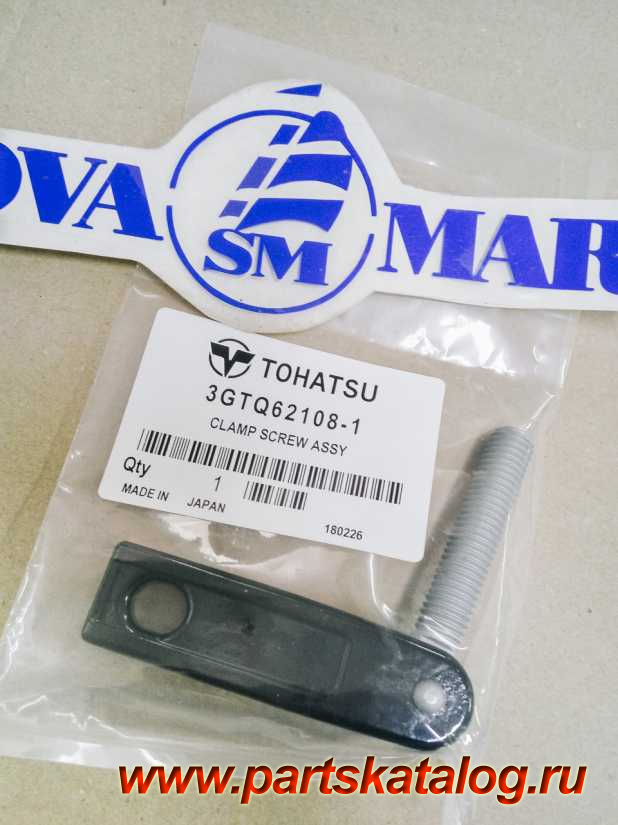 OVA SM MAR
TOHATSU
3GTQ62108-1
CLAMP SCREW ASSY
Qty 1
MADE IN JAPAN
180226
www.partskatalog.ru